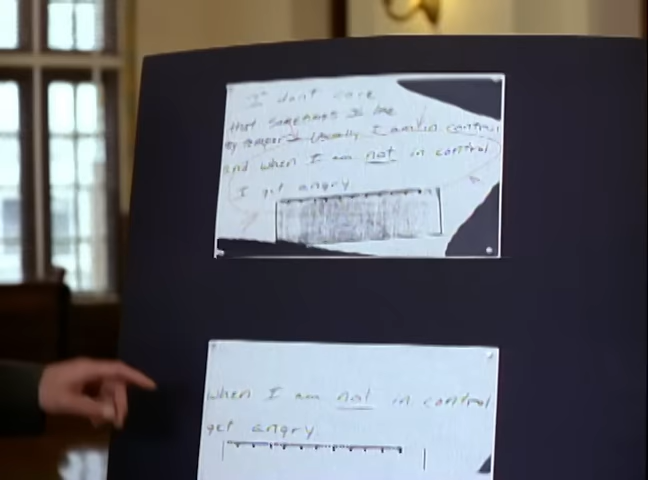 I don't care
that sometimes I lose
my temper Usually I am in control
and when I am not in control
I get angry
when I am not in control
get angry.